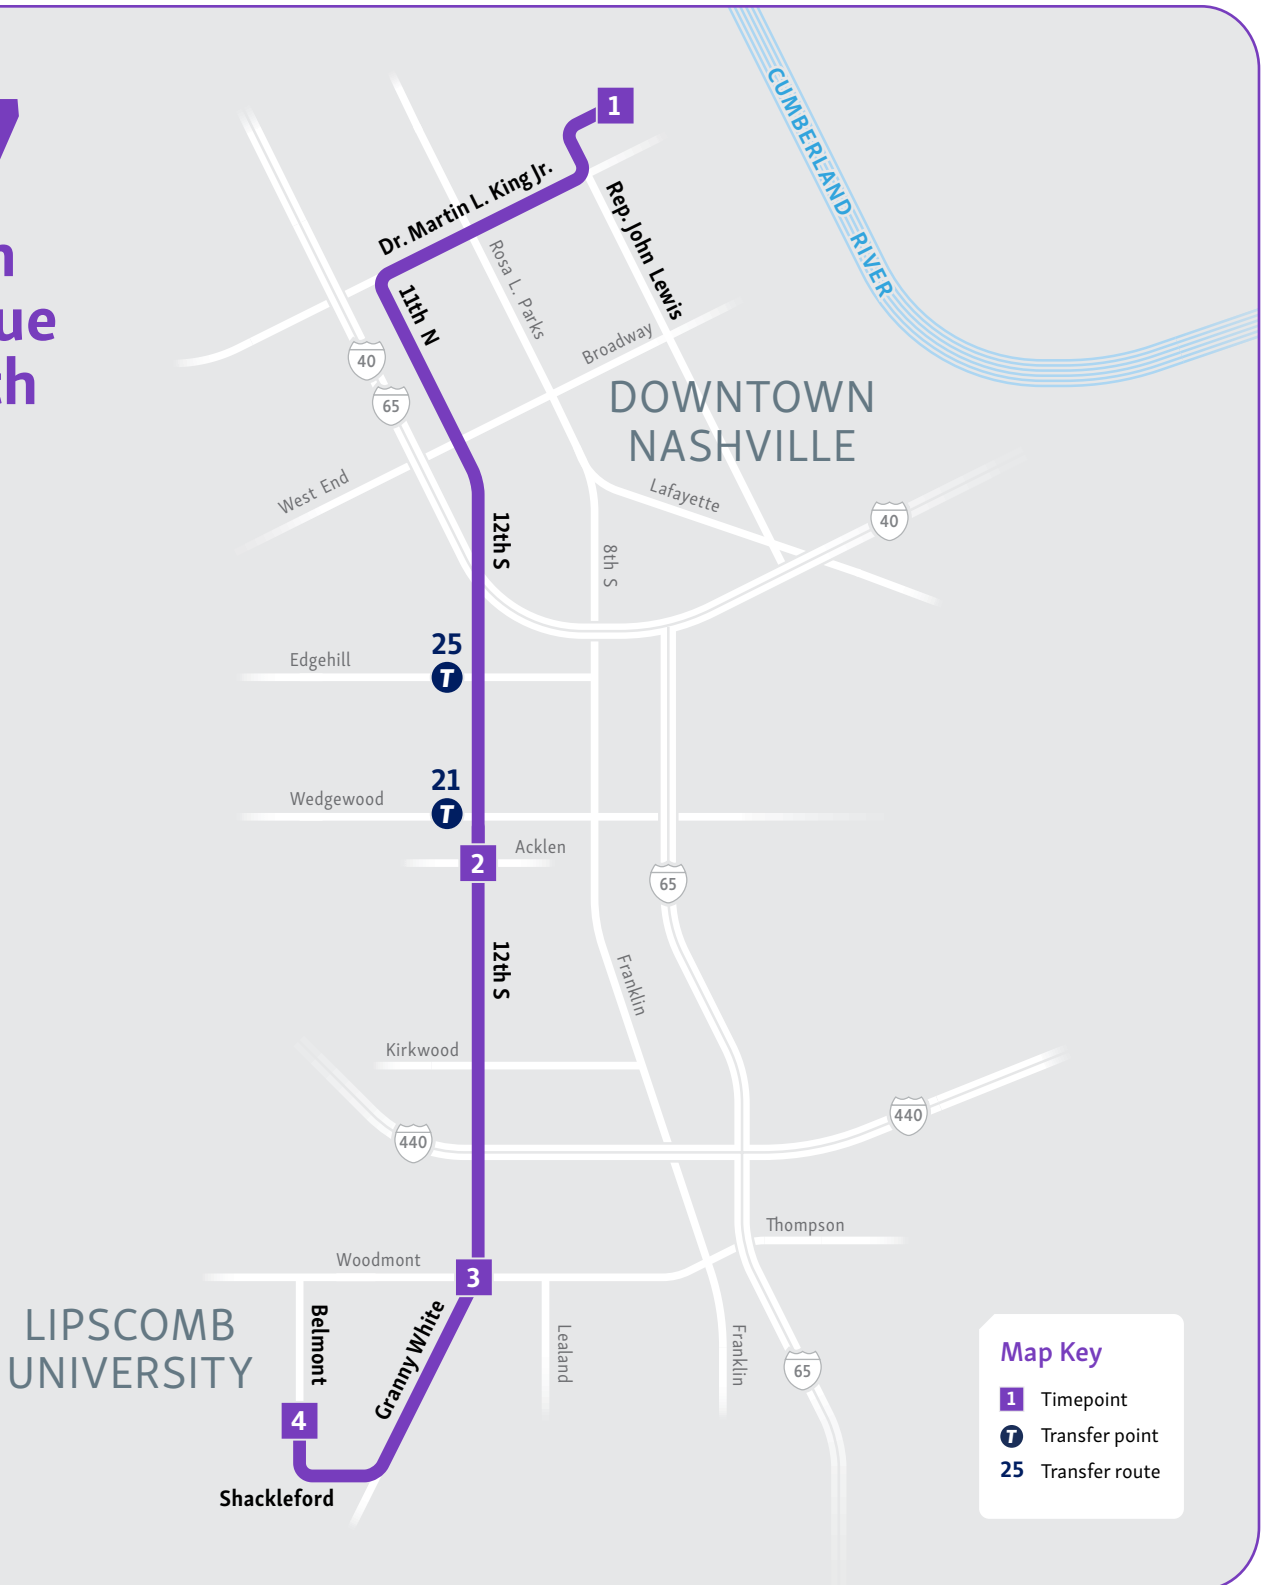 7
1
CUMBERLAND RIVER
Dr. Martin L. King Jr.
Rep. John Lewis
Rosa L. Parks
11th N
Broadway
40
65
DOWNTOWN
NASHVILLE
West End
Lafayette
40
12th S
8th S
25
T
Edgehill
21
T
Wedgewood
Acklen
2
65
12th S
Franklin
Kirkwood
440
440
Thompson
Woodmont
3
LIPSCOMB
UNIVERSITY
Belmont
Granny White
Lealand
Franklin
65
4
Shackleford
Map Key
1 Timepoint
T Transfer point
25 Transfer route